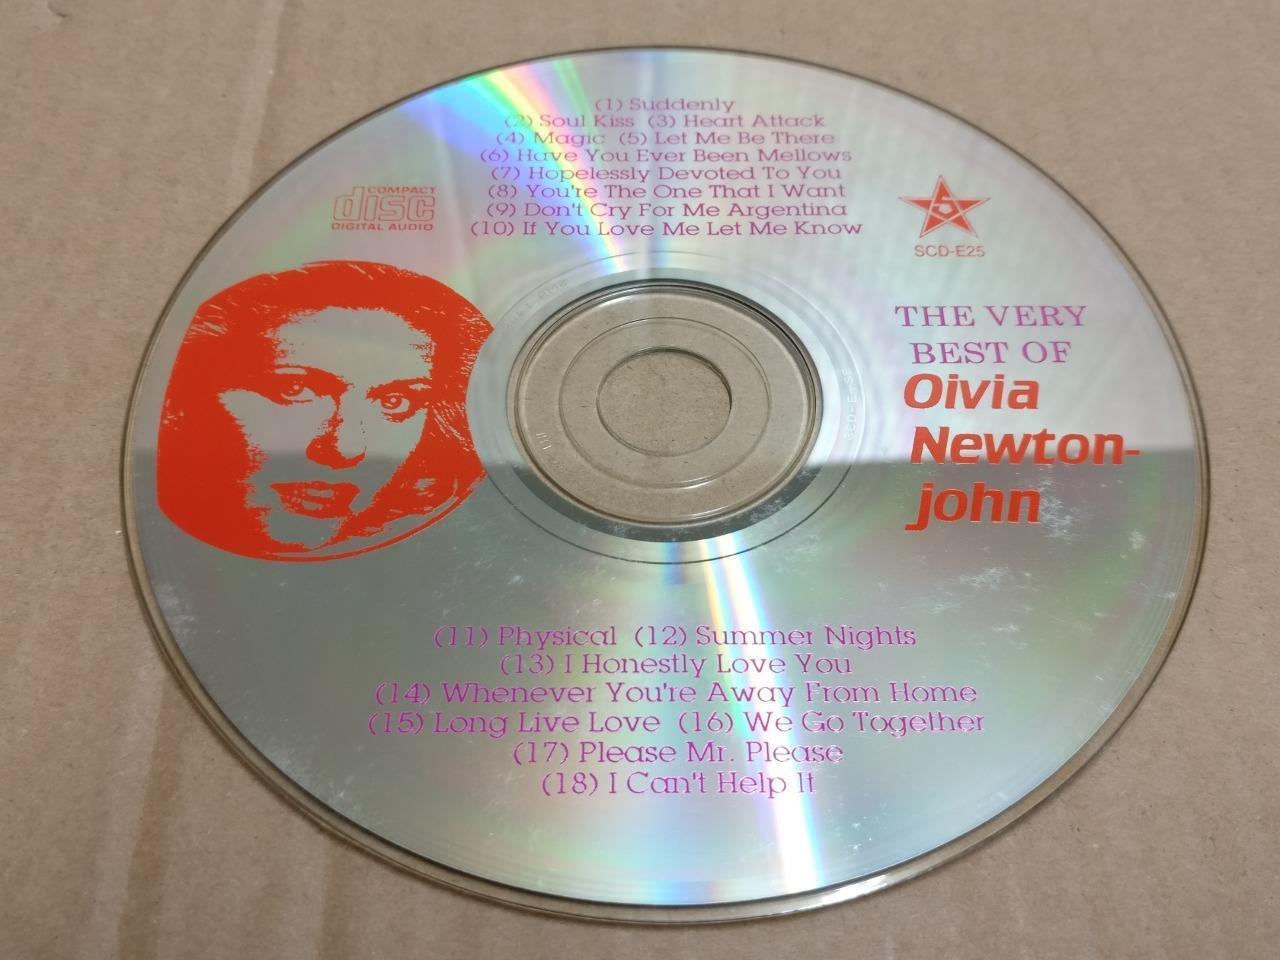 (1) Suddenly
(2) Soul Kiss (3) Heart Attack
(4) Magic (5) Let Me Be There
(6) Have You Ever Been Mellows
(7) Hopelessly Devoted To You
(8) You're The One That I Want
(9) Don't Cry For Me Argentina
(10) If You Love Me Let Me Know
COMPACT
disc
DIGITAL AUDIO
5
SCD-E25
THE VERY
BEST OF
Oivia
Newton-
john
(11) Physical (12) Summer Nights
(13) I Honestly Love You
(14) Whenever You're Away From Home
(15) Long Live Love (16) We Go Together
(17) Please Mr. Please
(18) I Can't Help It